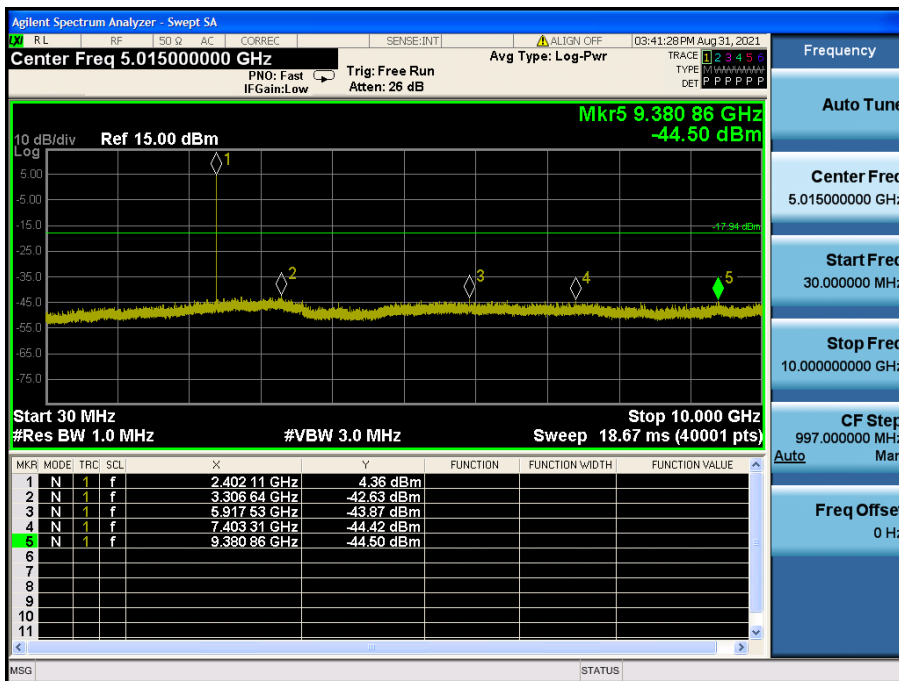 Agilent Spectrum Analyzer - Swept SA
LXI RL RF 50 Ω AC CORREC SENSE:INT ALIGN OFF 03:41:28 PM Aug 31, 2021
Center Freq 5.015000000 GHz
PNO: Fast
IFGain:Low
Trig: Free Run
Atten: 26 dB
Avg Type: Log-Pwr
TRACE 1 2 3 4 5 6
TYPE M
DET P P P P P P
Mkr5 9.380 86 GHz
-44.50 dBm
10 dB/div Ref 15.00 dBm
Log
5.00
-5.00
-15.0
-25.0
-35.0
-45.0
-55.0
-65.0
-75.0
1
2
3
4
5
-17.94 dBm
Start 30 MHz Stop 10.000 GHz
#Res BW 1.0 MHz #VBW 3.0 MHz Sweep 18.67 ms (40001 pts)
MKR MODE TRC SCL X Y FUNCTION FUNCTION WIDTH FUNCTION VALUE
1 N 1 f 2.402 11 GHz 4.36 dBm
2 N 1 f 3.306 64 GHz -42.63 dBm
3 N 1 f 5.917 53 GHz -43.87 dBm
4 N 1 f 7.403 31 GHz -44.42 dBm
5 N 1 f 9.380 86 GHz -44.50 dBm
6
7
8
9
10
11
MSG STATUS
Frequency
Auto Tune
Center Freq
5.015000000 GHz
Start Freq
30.000000 MHz
Stop Freq
10.000000000 GHz
CF Step
997.000000 MHz
Auto Man
Freq Offset
0 Hz